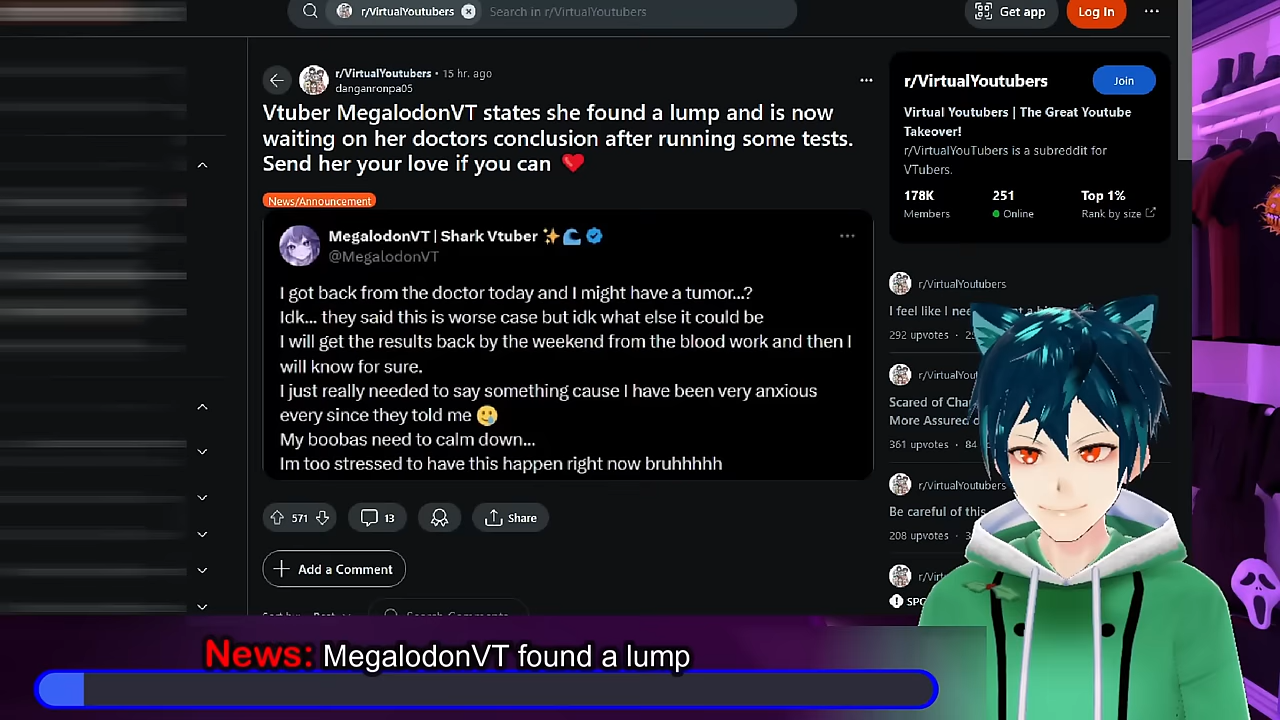 r/VirtualYoutubers
Search in r/VirtualYoutubers
Get app
Log In
r/VirtualYoutubers • 15 hr. ago
danganronpa05
Vtuber MegalodonVT states she found a lump and is now
waiting on her doctors conclusion after running some tests.
Send her your love if you can ❤️
News/Announcement
MegalodonVT | Shark Vtuber ✨🌊
@MegalodonVT
I got back from the doctor today and I might have a tumor...?
Idk... they said this is worse case but idk what else it could be
I will get the results back by the weekend from the blood work and then I
will know for sure.
I just really needed to say something cause I have been very anxious
every since they told me 🥲
My boobas need to calm down...
Im too stressed to have this happen right now bruhhhhh
571
13
Share
Add a Comment
r/VirtualYoutubers
Join
Virtual Youtubers | The Great Youtube
Takeover!
r/VirtualYouTubers is a subreddit for
VTubers.
178K
251
Top 1%
Members
Online
Rank by size
r/VirtualYoutubers
I feel like I
292 upvotes
Scared of
More Assured
361 upvotes • 84
r/VirtualYoutubers
Be careful of this
208 upvotes
News: MegalodonVT found a lump